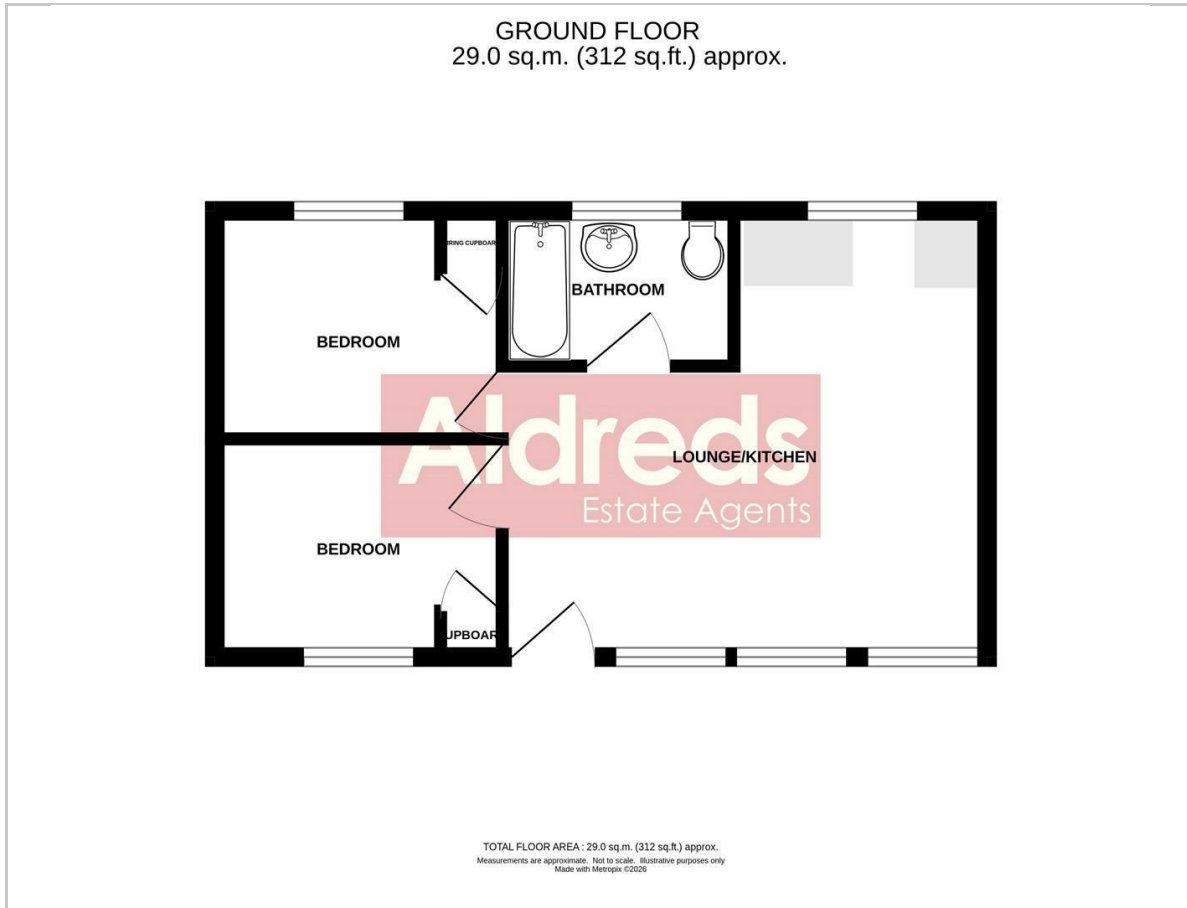 GROUND FLOOR
29.0 sq.m. (312 sq.ft.) approx.
IRING CUPBOAR
BATHROOM
BEDROOM
Aldreds
LOUNGE/KITCHEN
Estate Agents
BEDROOM
UPBOAR
TOTAL FLOOR AREA : 29.0 sq.m. (312 sq.ft.) approx.
Measurements are approximate. Not to scale. Illustrative purposes only
Made with Metropix ©2026